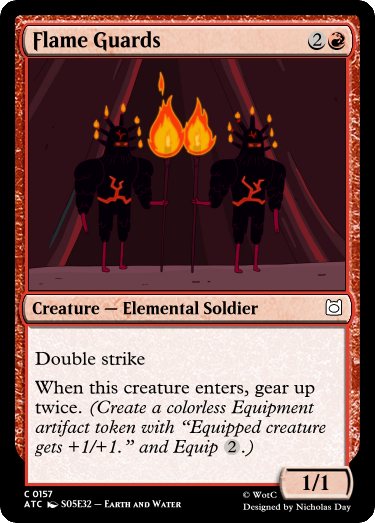 Flame Guards 2
Creature — Elemental Soldier
Double strike
When this creature enters, gear up
twice. (Create a colorless Equipment
artifact token with “Equipped creature
gets +1/+1.” and Equip 2.)
1/1
C 0157
ATC S05E32 – Earth and Water
© WotC
Designed by Nicholas Day